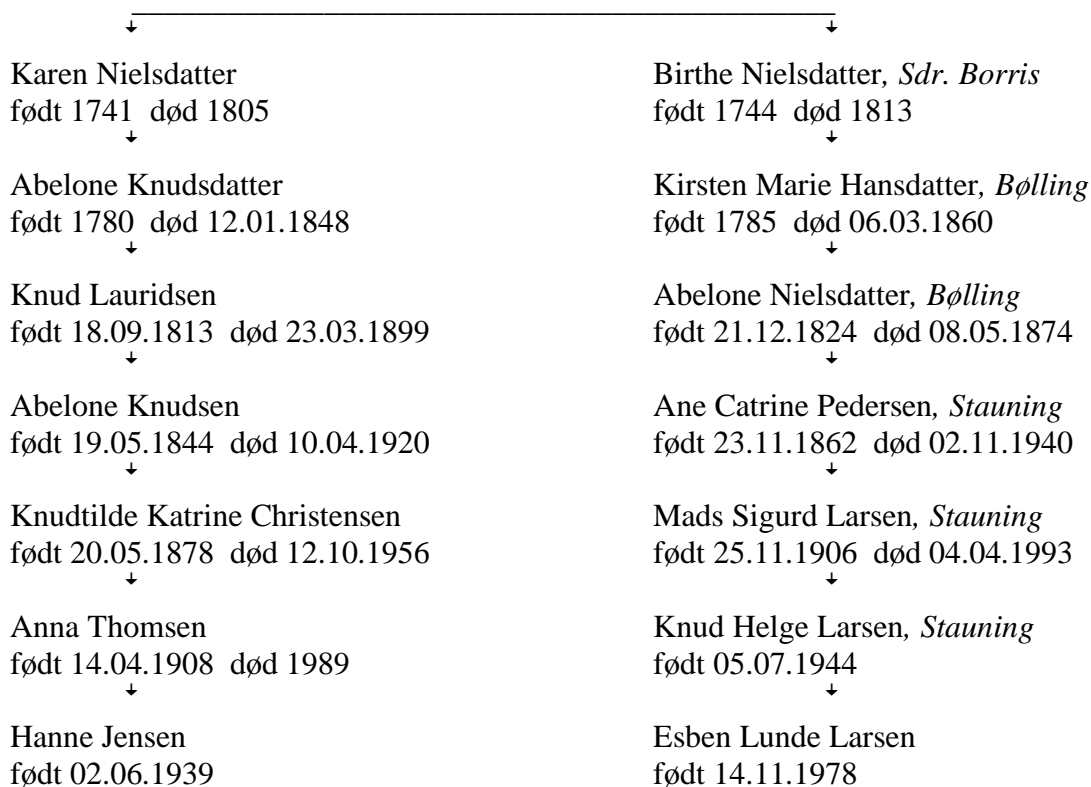 Karen Nielsdatter
født 1741 død 1805
Abelone Knudsdatter
født 1780 død 12.01.1848
Knud Lauridsen
født 18.09.1813 død 23.03.1899
Abelone Knudsen
født 19.05.1844 død 10.04.1920
Knudtilde Katrine Christensen
født 20.05.1878 død 12.10.1956
Anna Thomsen
født 14.04.1908 død 1989
Hanne Jensen
født 02.06.1939
Birthe Nielsdatter, Sdr. Borris
født 1744 død 1813
Kirsten Marie Hansdatter, Bølling
født 1785 død 06.03.1860
Abelone Nielsdatter, Bølling
født 21.12.1824 død 08.05.1874
Ane Catrine Pedersen, Stauning
født 23.11.1862 død 02.11.1940
Mads Sigurd Larsen, Stauning
født 25.11.1906 død 04.04.1993
Knud Helge Larsen, Stauning
født 05.07.1944
Esben Lunde Larsen
født 14.11.1978